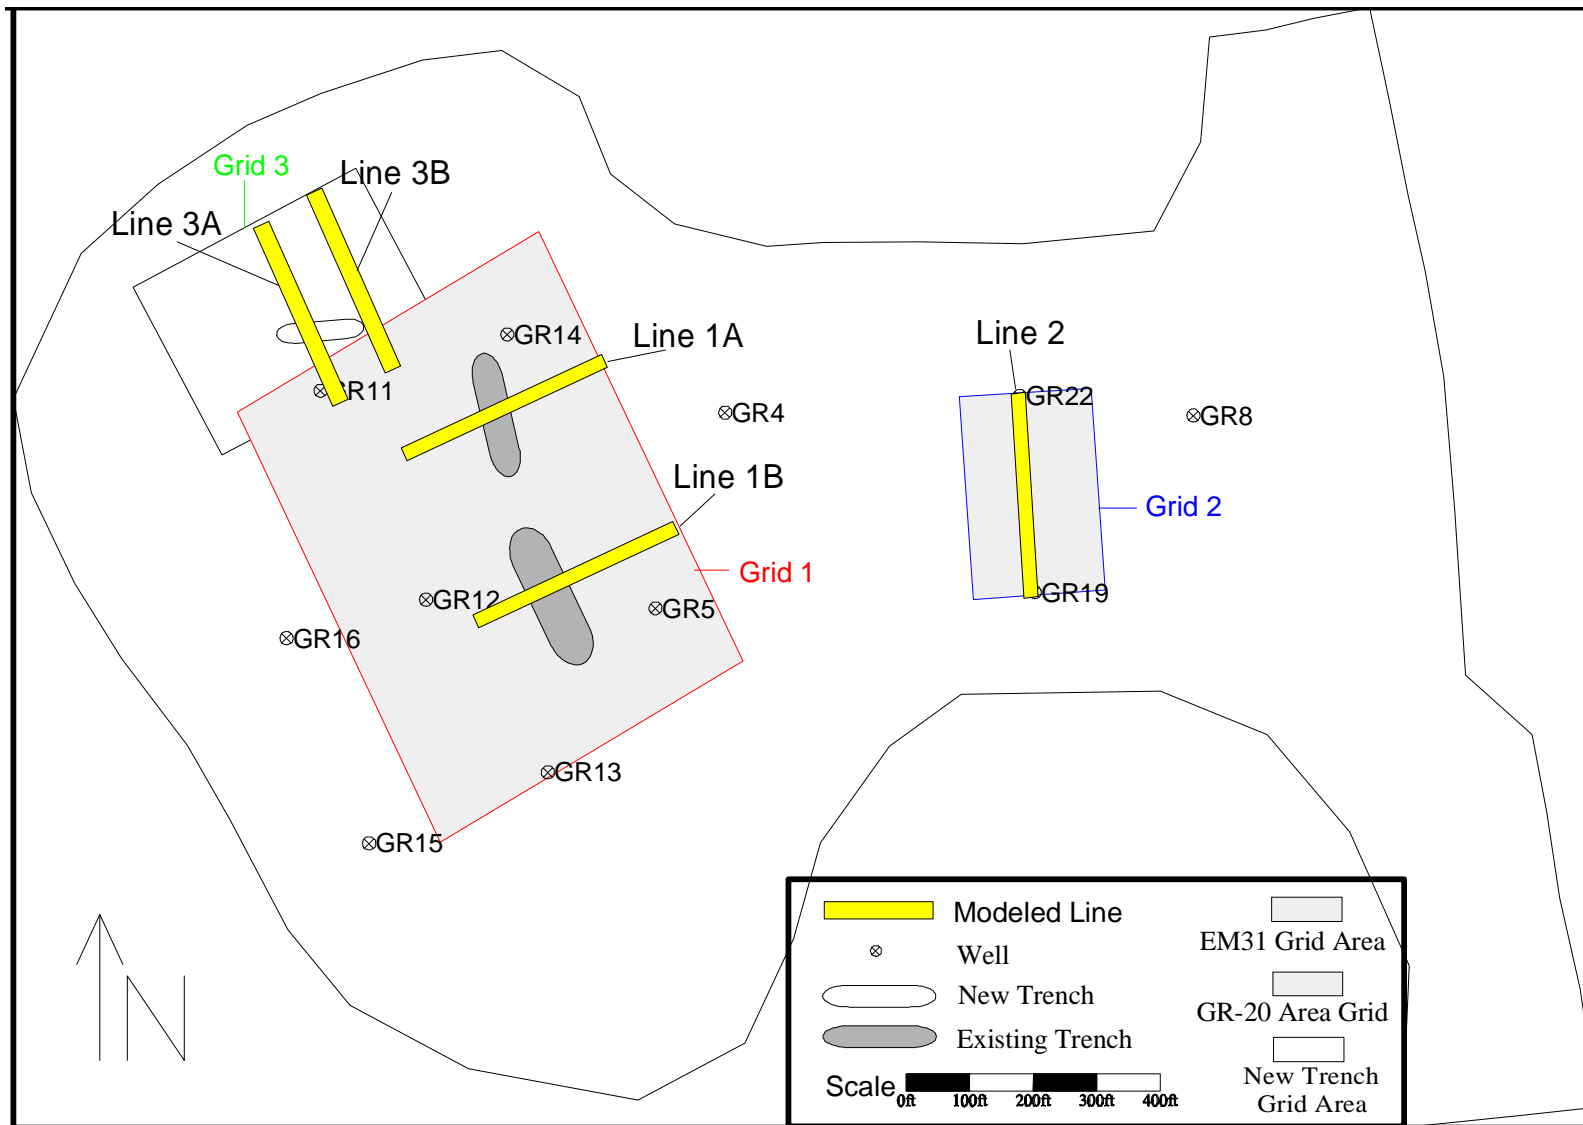 Grid 3
Line 3B
Line 3A
GR14
Line 1A
Line 2
GR11
GR22
GR4
GR8
Line 1B
Grid 2
Grid 1
GR12
GR5
GR19
GR16
GR13
GR15
N
Modeled Line
Well
New Trench
Existing Trench
Scale
0ft 100ft 200ft 300ft 400ft
EM31 Grid Area
GR-20 Area Grid
New Trench
Grid Area